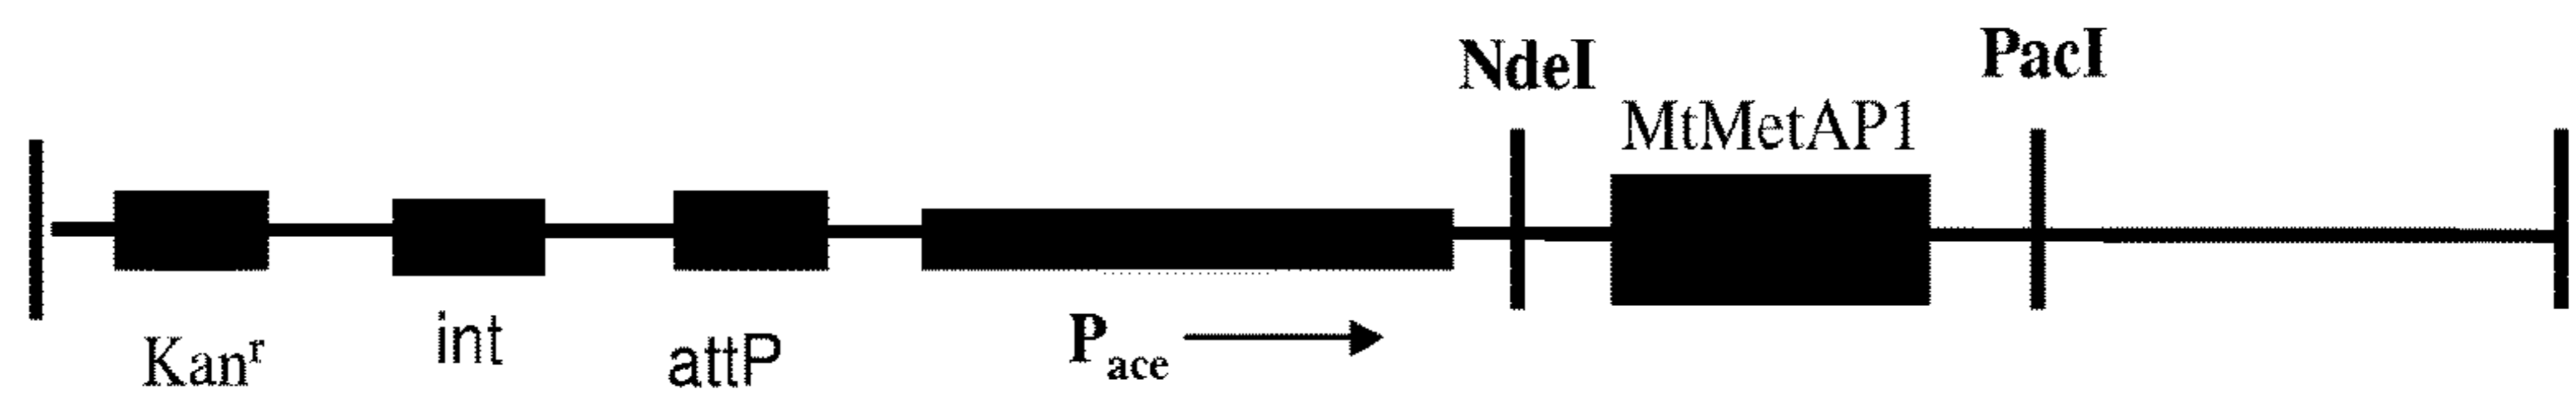 NdeI
PacI
MtMetAP1
Kanʳ
int
attP
Pace